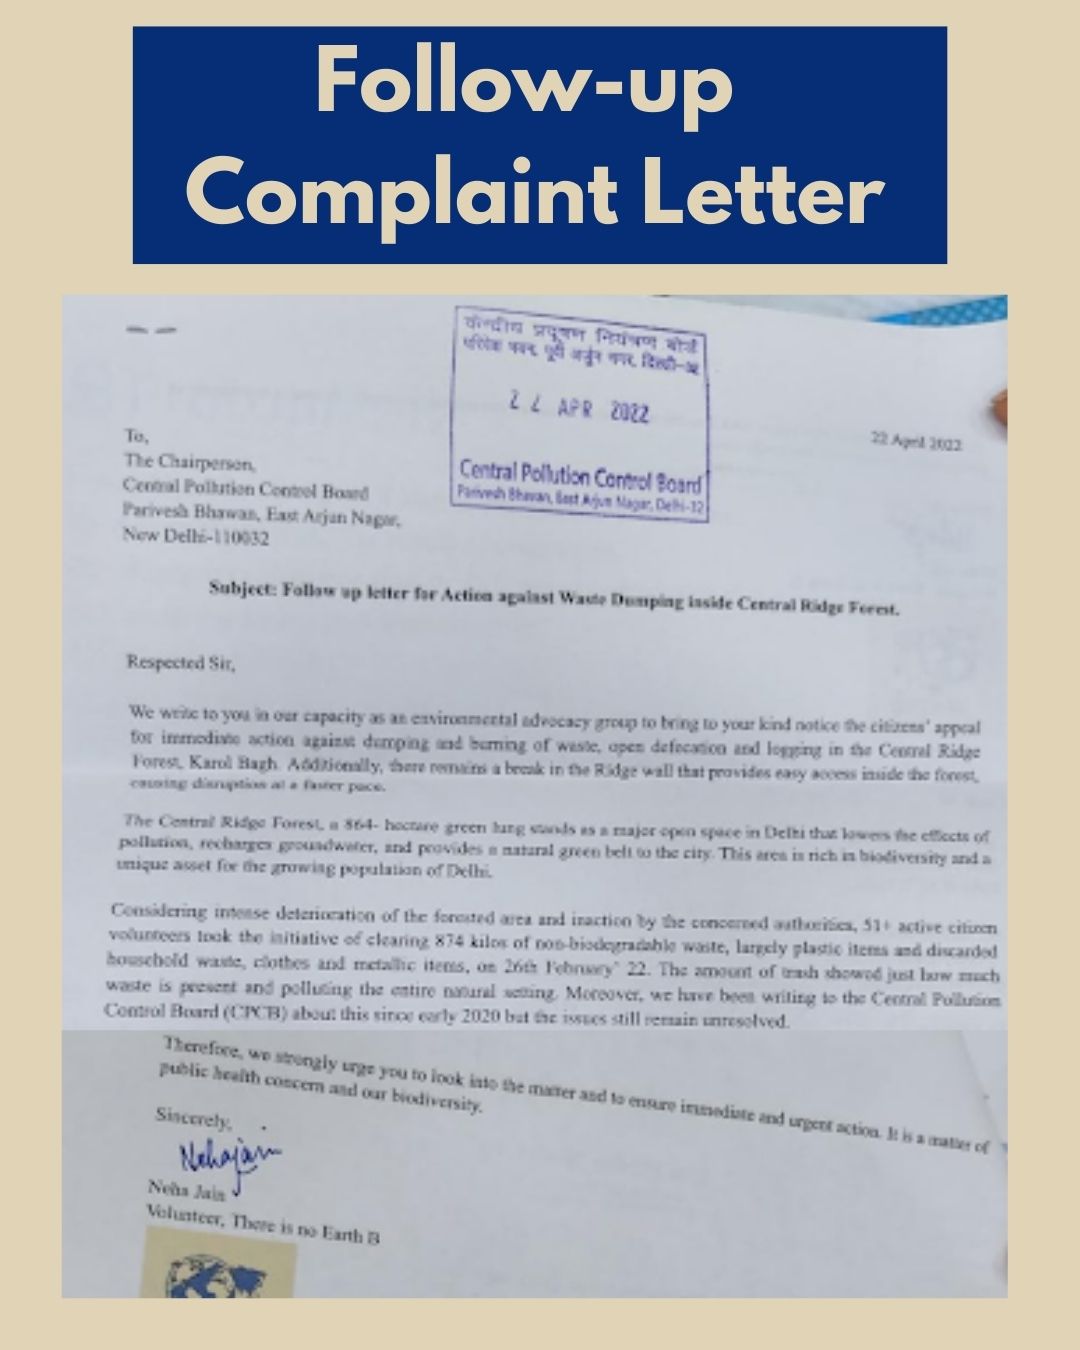 Follow-up
Complaint Letter
केन्द्रीय प्रदूषण नियंत्रण बोर्ड
परिवेश भवन, पूर्वी अर्जुन नगर, दिल्ली-३२
2 2 APR 2022
Central Pollution Control Board
Parivesh Bhawan, East Arjun Nagar, Delhi-32
22 April 2022
To,
The Chairperson,
Central Pollution Control Board
Parivesh Bhawan, East Arjun Nagar,
New Delhi-110032
Subject: Follow up letter for Action against Waste Dumping inside Central Ridge Forest.
Respected Sir,
We write to you in our capacity as an environmental advocacy group to bring to your kind notice the citizens' appeal
for immediate action against dumping and burning of waste, open defecation and logging in the Central Ridge
Forest, Karol Bagh. Additionally, there remains a break in the Ridge wall that provides easy access inside the forest,
causing disruption at a faster pace.
The Central Ridge Forest, a 864- hectare green lung stands as a major open space in Delhi that lowers the effects of
pollution, recharges groundwater, and provides a natural green belt to the city. This area is rich in biodiversity and a
unique asset for the growing population of Delhi.
Considering intense deterioration of the forested area and inaction by the concerned authorities, 51+ active citizen
volunteers took the initiative of clearing 874 kilos of non-biodegradable waste, largely plastic items and discarded
household waste, clothes and metallic items, on 26th February' 22. The amount of trash showed just how much
waste is present and polluting the entire natural setting. Moreover, we have been writing to the Central Pollution
Control Board (CPCB) about this since early 2020 but the issues still remain unresolved.
Therefore, we strongly urge you to look into the matter and to ensure immediate and urgent action. It is a matter of
public health concern and our biodiversity.
Sincerely,
Nehajain
Neha Jain
Volunteer, There is no Earth B